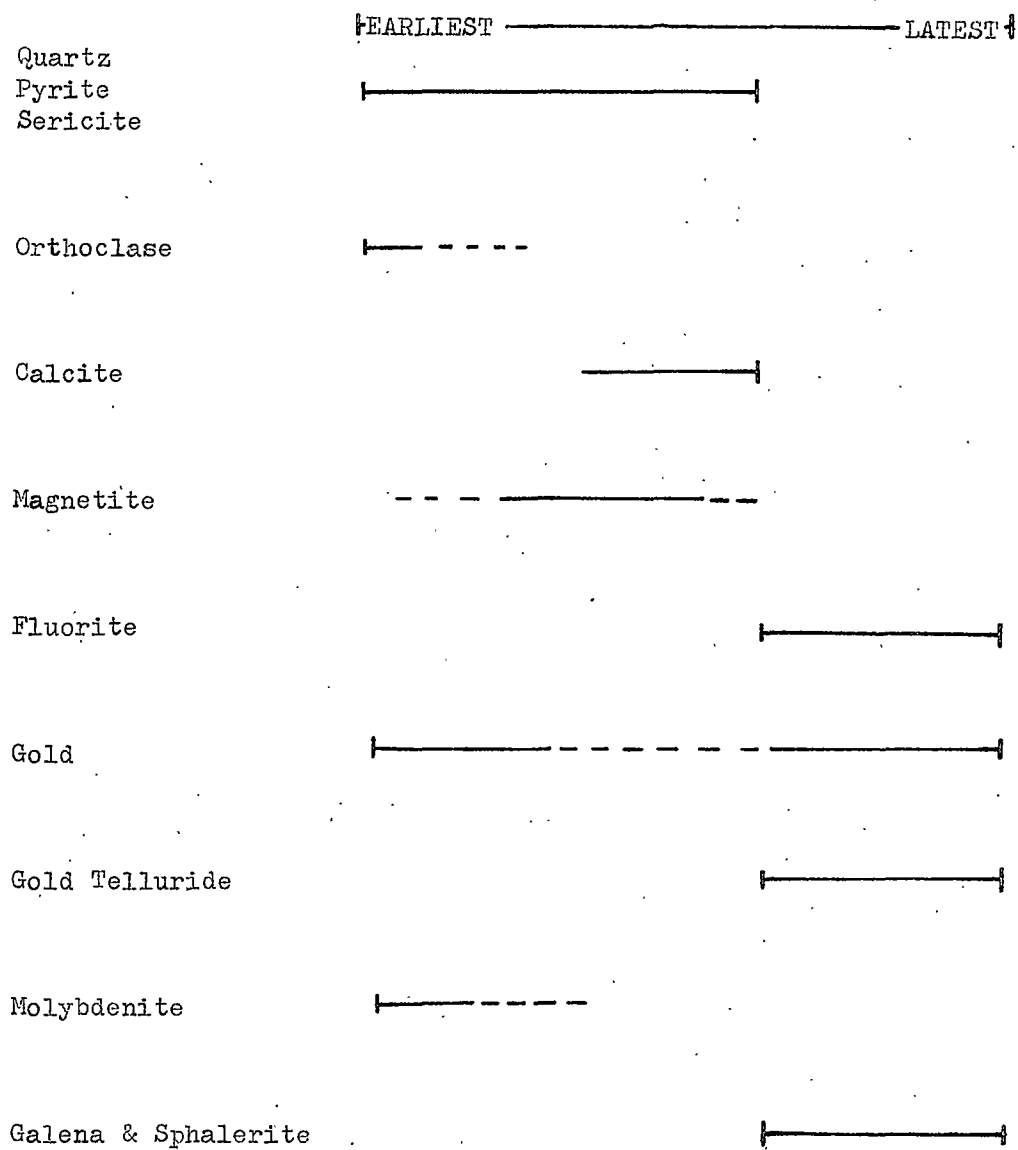 EARLIEST LATEST
Quartz
Pyrite
Sericite
Orthoclase
Calcite
Magnetite
Fluorite
Gold
Gold Telluride
Molybdenite
Galena & Sphalerite